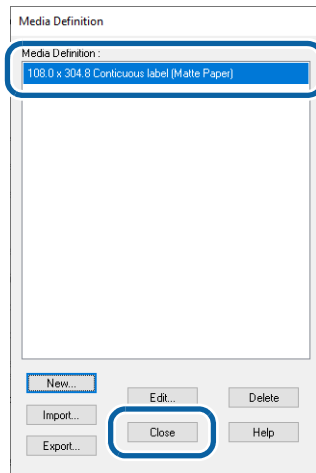 Media Definition
Media Definition :
108.0 x 304.8 Conticuous label (Matte Paper)
New...
Edit...
Delete
Import...
Close
Help
Export...